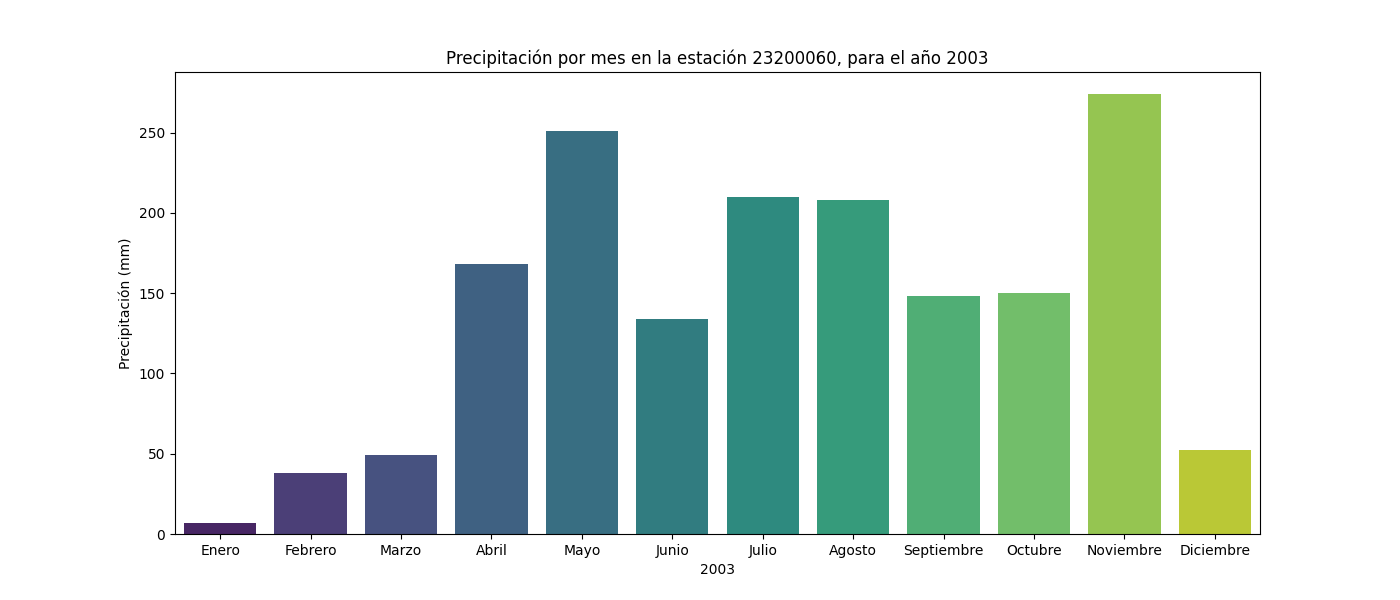 Precipitación por mes en la estación 23200060, para el año 2003
Precipitación (mm)
250
200
150
100
50
0
Enero Febrero Marzo Abril Mayo Junio Julio Agosto Septiembre Octubre Noviembre Diciembre
2003